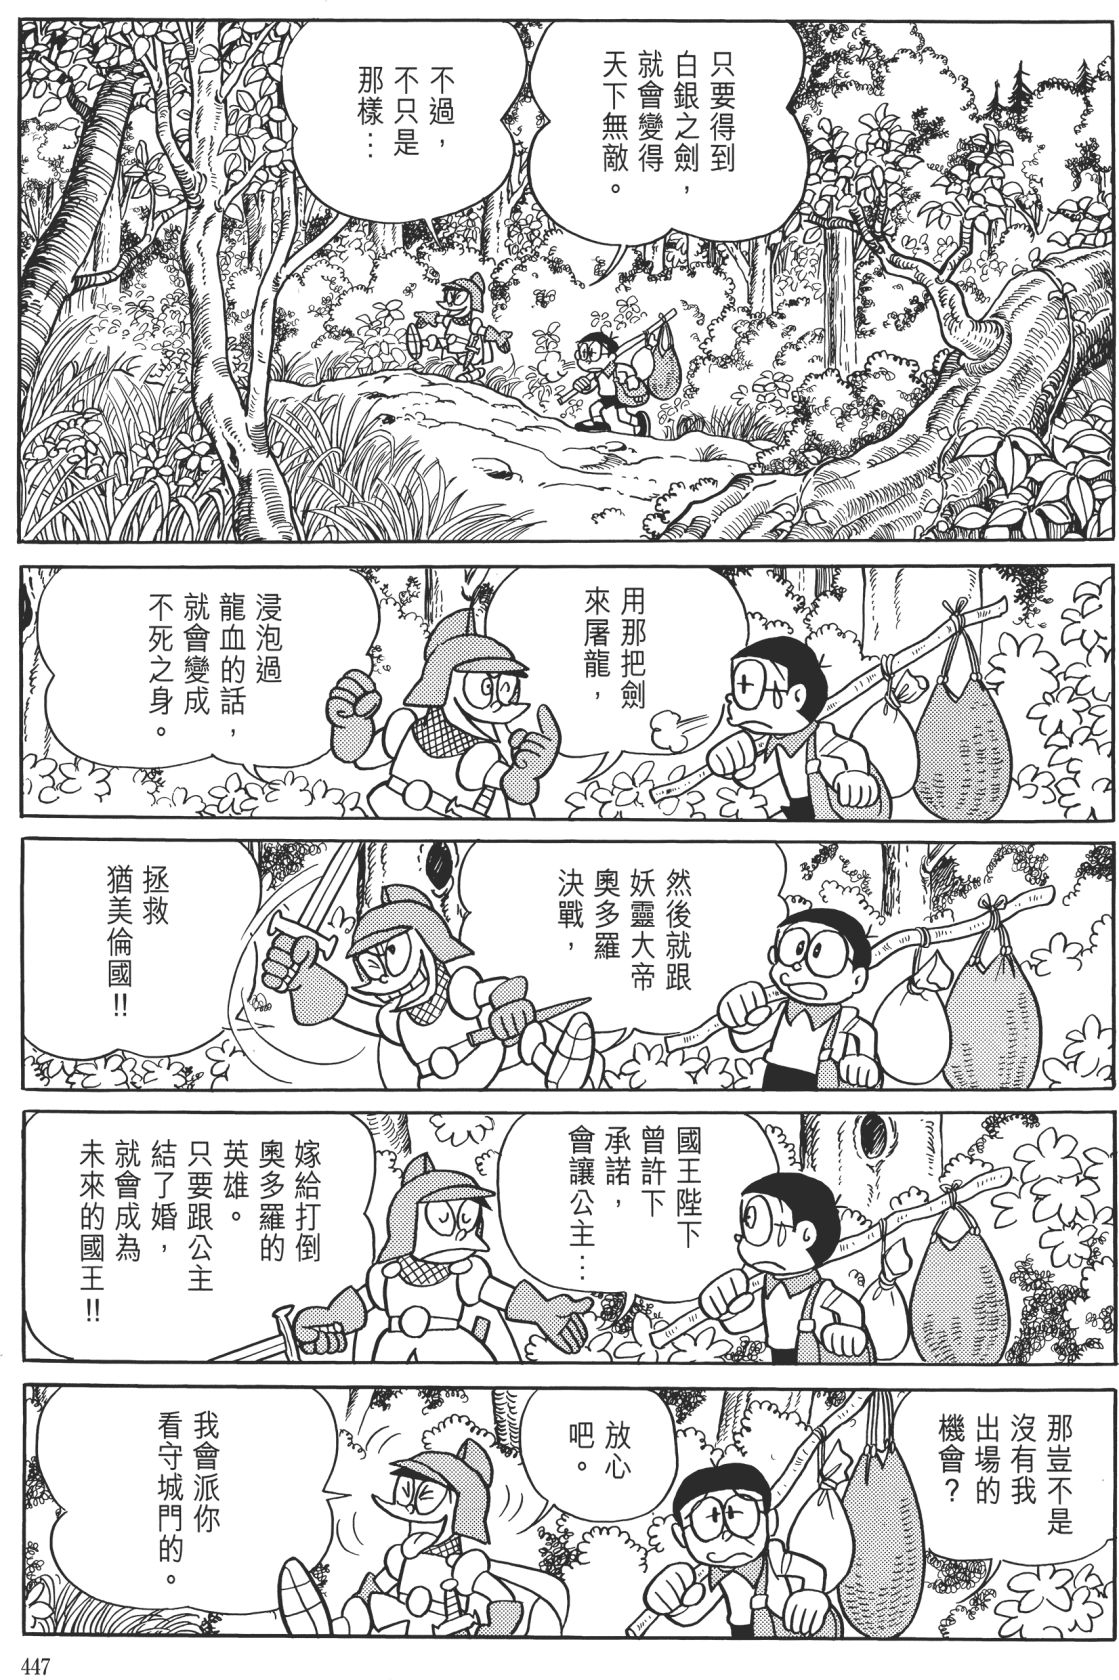 只要得到
白銀之劍，
就會變得
天下無敵。
不過，
不只是
那樣…
用那把劍
來屠龍，
浸泡過
龍血的話，
就會變成
不死之身。
然後就跟
妖靈大帝
奧多羅
決戰，
拯救
猶美倫國!!
國王陛下
曾許下
承諾，
會讓公主…
嫁給打倒
奧多羅的
英雄。
只要跟公主
結了婚，
就會成為
未來的國王!!
那豈不是
沒有我
出場的
機會？
放心
吧。
我會派你
看守城門的。
447